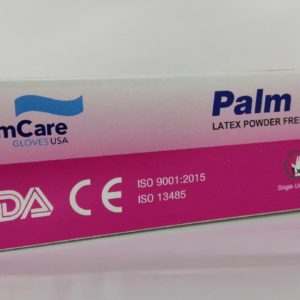 mCare
GLOVES USA
Palm
LATEX POWDER FRE
DA CE
ISO 9001:2015
ISO 13485
Single U